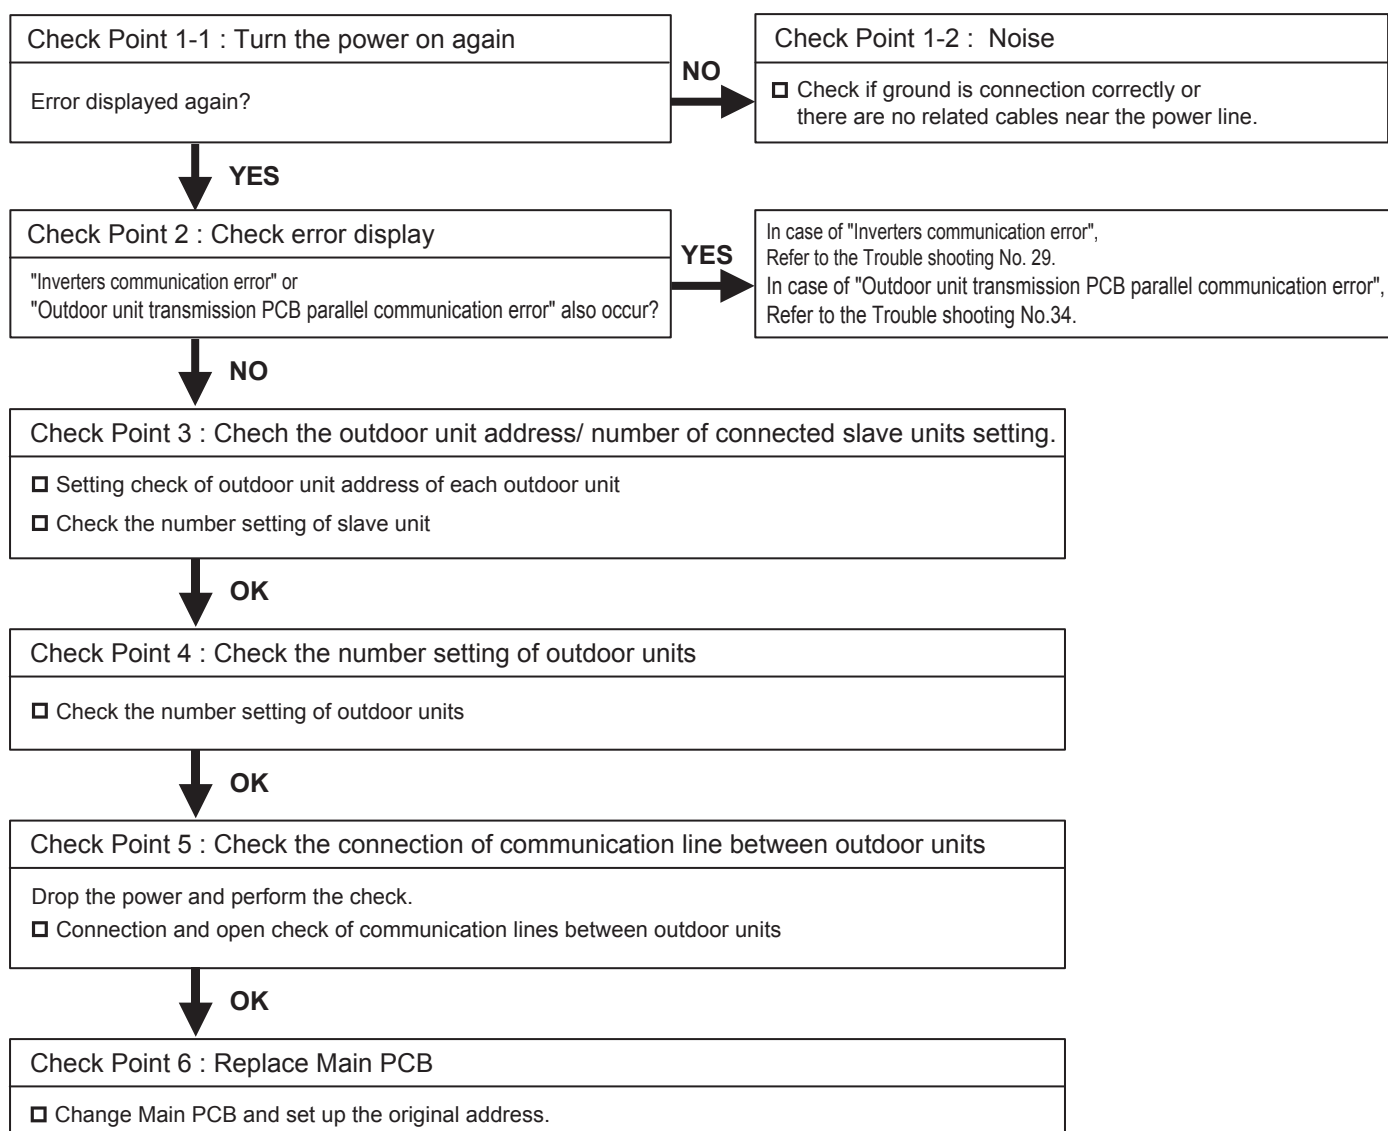 Check Point 1-1 : Turn the power on again
Error displayed again?
NO
Check Point 1-2 :  Noise
Check if ground is connection correctly or
there are no related cables near the power line.
YES
Check Point 2 : Check error display
"Inverters communication error" or
"Outdoor unit transmission PCB parallel communication error" also occur?
YES
In case of "Inverters communication error",
Refer to the Trouble shooting No. 29.
In case of "Outdoor unit transmission PCB parallel communication error",
Refer to the Trouble shooting No.34.
NO
Check Point 3 : Chech the outdoor unit address/ number of connected slave units setting.
Setting check of outdoor unit address of each outdoor unit
Check the number setting of slave unit
OK
Check Point 4 : Check the number setting of outdoor units
Check the number setting of outdoor units
OK
Check Point 5 : Check the connection of communication line between outdoor units
Drop the power and perform the check.
Connection and open check of communication lines between outdoor units
OK
Check Point 6 : Replace Main PCB
Change Main PCB and set up the original address.